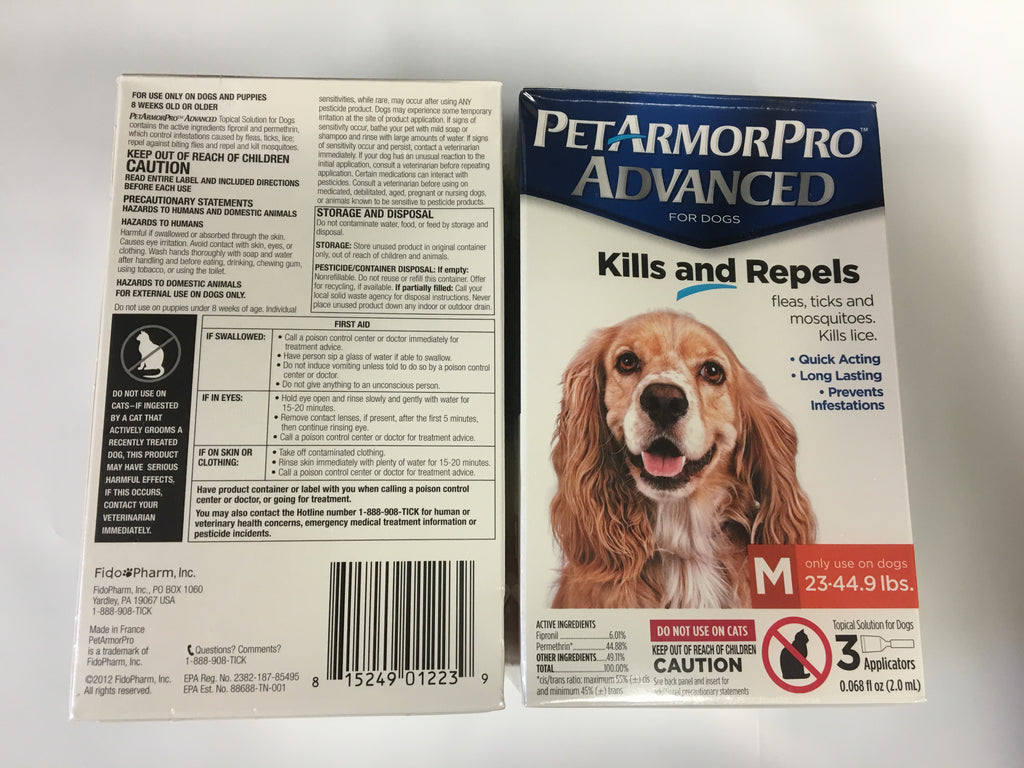 FOR USE ONLY ON DOGS AND PUPPIES
8 WEEKS OLD OR OLDER
PETARMORPRO™ ADVANCED Topical Solution for Dogs
contains the active ingredients fipronil and permethrin,
which control infestations caused by fleas, ticks, lice;
repel against biting flies and repel and kill mosquitoes.
KEEP OUT OF REACH OF CHILDREN
CAUTION
READ ENTIRE LABEL AND INCLUDED DIRECTIONS
BEFORE EACH USE
PRECAUTIONARY STATEMENTS
HAZARDS TO HUMANS AND DOMESTIC ANIMALS
HAZARDS TO HUMANS
Harmful if swallowed or absorbed through the skin.
Causes eye irritation. Avoid contact with skin, eyes, or
clothing. Wash hands thoroughly with soap and water
after handling and before eating, drinking, chewing gum,
using tobacco, or using the toilet.
HAZARDS TO DOMESTIC ANIMALS
FOR EXTERNAL USE ON DOGS ONLY.
Do not use on puppies under 8 weeks of age. Individual
sensitivities, while rare, may occur after using ANY
pesticide product. Dogs may experience some temporary
irritation at the site of product application. If signs of
sensitivity occur, bathe your pet with mild soap or
shampoo and rinse with large amounts of water. If signs
of sensitivity occur and persist, contact a veterinarian
immediately. If your dog has an unusual reaction to the
initial application, consult a veterinarian before repeating
application. Certain medications can interact with
pesticides. Consult a veterinarian before using on
medicated, debilitated, aged, pregnant or nursing dogs,
or animals known to be sensitive to pesticide products.
STORAGE AND DISPOSAL
Do not contaminate water, food, or feed by storage and
disposal.
STORAGE: Store unused product in original container
only, out of reach of children and animals.
PESTICIDE/CONTAINER DISPOSAL: If empty:
Nonrefillable. Do not reuse or refill this container. Offer
for recycling, if available. If partially filled: Call your
local solid waste agency for disposal instructions. Never
place unused product down any indoor or outdoor drain.
DO NOT USE ON
CATS–IF INGESTED
BY A CAT THAT
ACTIVELY GROOMS A
RECENTLY TREATED
DOG, THIS PRODUCT
MAY HAVE SERIOUS
HARMFUL EFFECTS.
IF THIS OCCURS,
CONTACT YOUR
VETERINARIAN
IMMEDIATELY.
FIRST AID
IF SWALLOWED:
• Call a poison control center or doctor immediately for
treatment advice.
• Have person sip a glass of water if able to swallow.
• Do not induce vomiting unless told to do so by a poison control
center or doctor.
• Do not give anything to an unconscious person.
IF IN EYES:
• Hold eye open and rinse slowly and gently with water for
15-20 minutes.
• Remove contact lenses, if present, after the first 5 minutes,
then continue rinsing eye.
• Call a poison control center or doctor for treatment advice.
IF ON SKIN OR
CLOTHING:
• Take off contaminated clothing.
• Rinse skin immediately with plenty of water for 15-20 minutes.
• Call a poison control center or doctor for treatment advice.
Have product container or label with you when calling a poison control
center or doctor, or going for treatment.
You may also contact the Hotline number 1-888-908-TICK for human or
veterinary health concerns, emergency medical treatment information or
pesticide incidents.
FidoPharm, Inc.
FidoPharm, Inc., PO BOX 1060
Yardley, PA 19067 USA
1-888-908-TICK
Made in France
PetArmorPro
is a trademark of
FidoPharm, Inc.
©2012 FidoPharm, Inc.
All rights reserved.
Questions? Comments?
1-888-908-TICK
EPA Reg. No. 2382-187-85495
EPA Est. No. 88688-TN-001
8 15249 01223 9
PETARMORPRO™
ADVANCED
FOR DOGS
Kills and Repels
fleas, ticks and
mosquitoes.
Kills lice.
• Quick Acting
• Long Lasting
• Prevents
Infestations
M
only use on dogs
23-44.9 lbs.
ACTIVE INGREDIENTS
Fipronil 6.01%
Permethrin* 44.88%
OTHER INGREDIENTS 49.11%
TOTAL 100.00%
*cis/trans ratio: maximum 55% (±) cis
and minimum 45% (±) trans
DO NOT USE ON CATS
KEEP OUT OF REACH OF CHILDREN
CAUTION
See back panel and insert for
additional precautionary statements
Topical Solution for Dogs
3
Applicators
0.068 fl oz (2.0 mL)